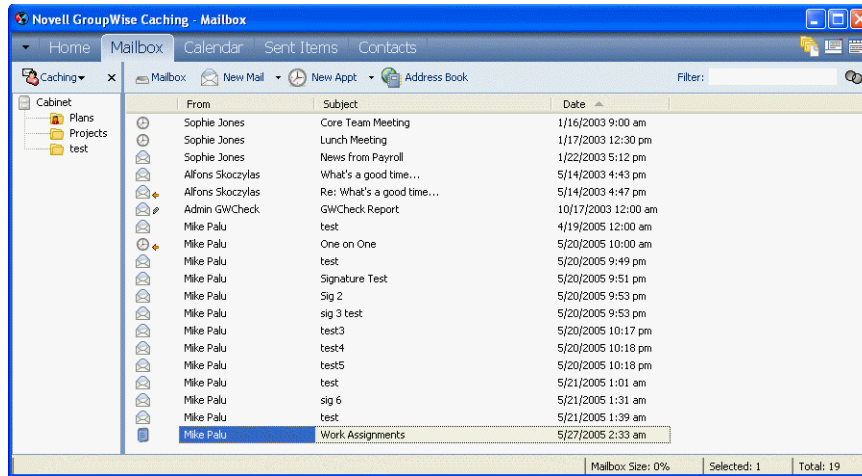 Novell GroupWise Caching - Mailbox
Home Mailbox Calendar Sent Items Contacts
Caching Mailbox New Mail New Appt Address Book Filter:
Cabinet
Plans
Projects
test
From Subject Date
Sophie Jones Core Team Meeting 1/16/2003 9:00 am
Sophie Jones Lunch Meeting 1/17/2003 12:30 pm
Sophie Jones News from Payroll 1/22/2003 5:12 pm
Alfons Skoczylas What's a good time... 5/14/2003 4:43 pm
Alfons Skoczylas Re: What's a good time... 5/14/2003 4:47 pm
Admin GWCheck GWCheck Report 10/17/2003 12:00 am
Mike Palu test 4/19/2005 12:00 am
Mike Palu One on One 5/20/2005 10:00 am
Mike Palu test 5/20/2005 9:49 pm
Mike Palu Signature Test 5/20/2005 9:51 pm
Mike Palu Sig 2 5/20/2005 9:53 pm
Mike Palu sig 3 test 5/20/2005 9:53 pm
Mike Palu test3 5/20/2005 10:17 pm
Mike Palu test4 5/20/2005 10:18 pm
Mike Palu test5 5/20/2005 10:18 pm
Mike Palu test 5/21/2005 1:01 am
Mike Palu sig 6 5/21/2005 1:31 am
Mike Palu test 5/21/2005 1:39 am
Mike Palu Work Assignments 5/27/2005 2:33 am
Mailbox Size: 0% Selected: 1 Total: 19